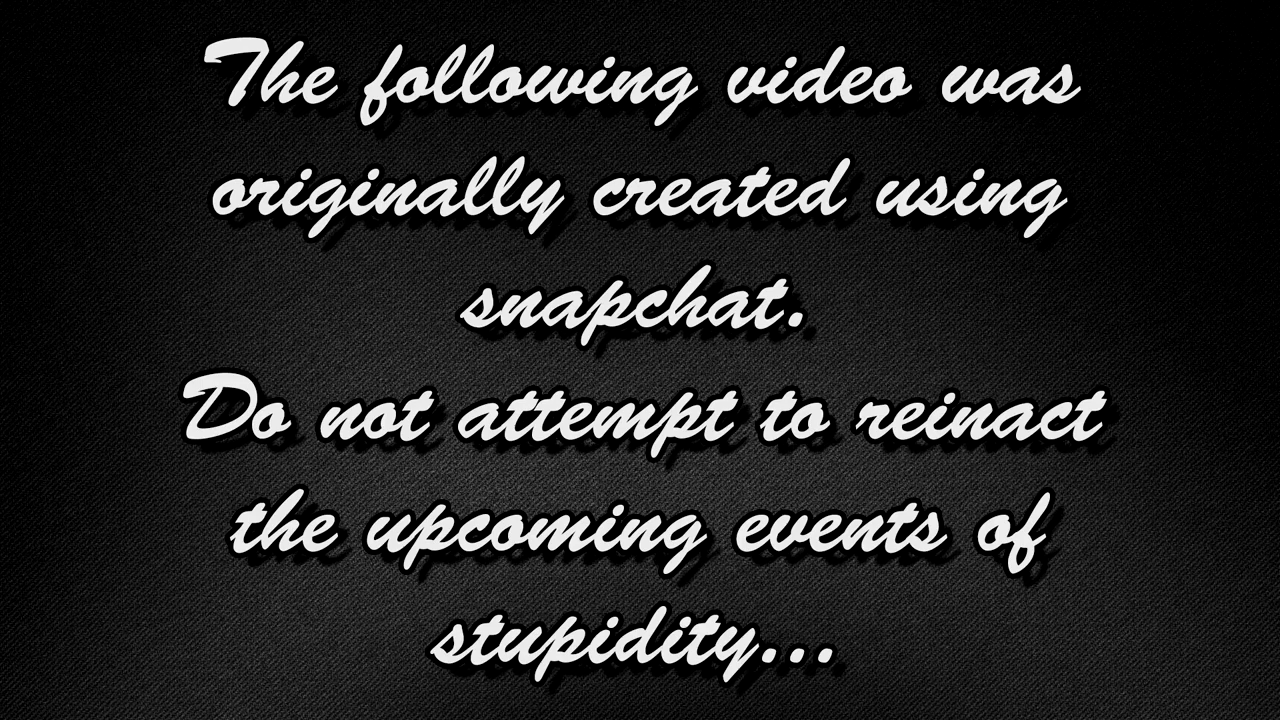 The following video was
originally created using
snapchat.
Do not attempt to reinact
the upcoming events of
stupidity...